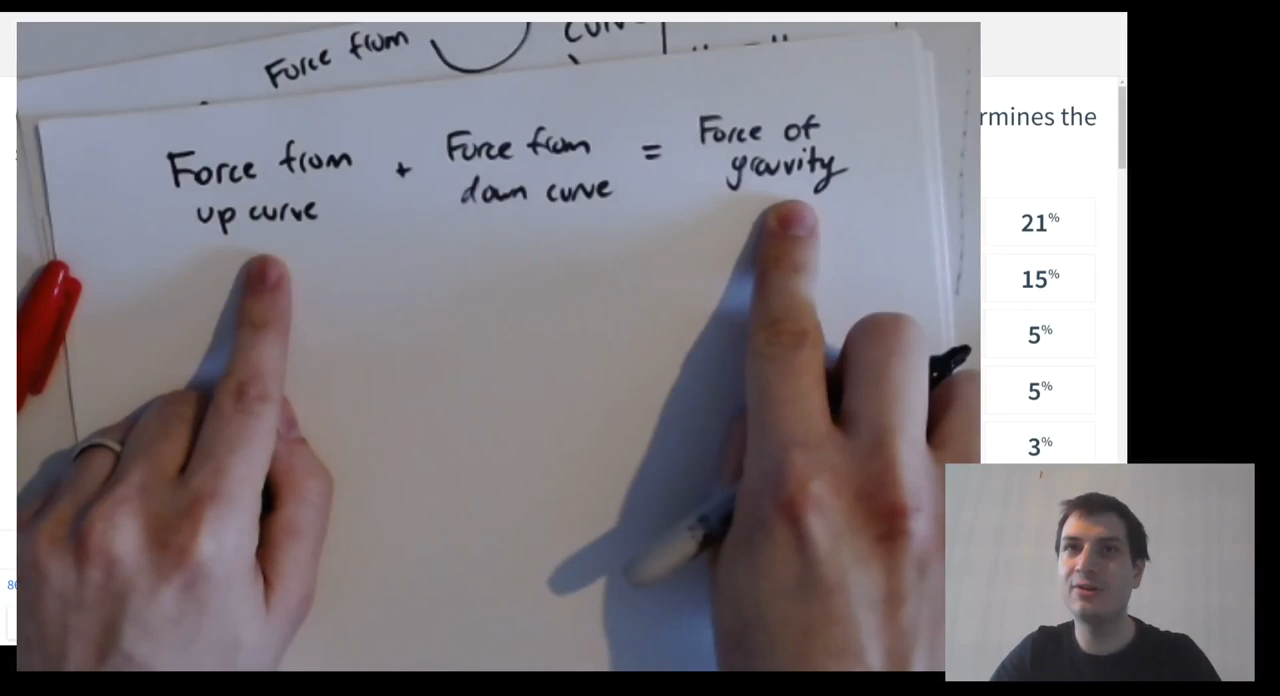 Force from
curv
rmines the
Force from + Force from = Force of
up curve down curve gravity
21%
15%
5%
5%
3%